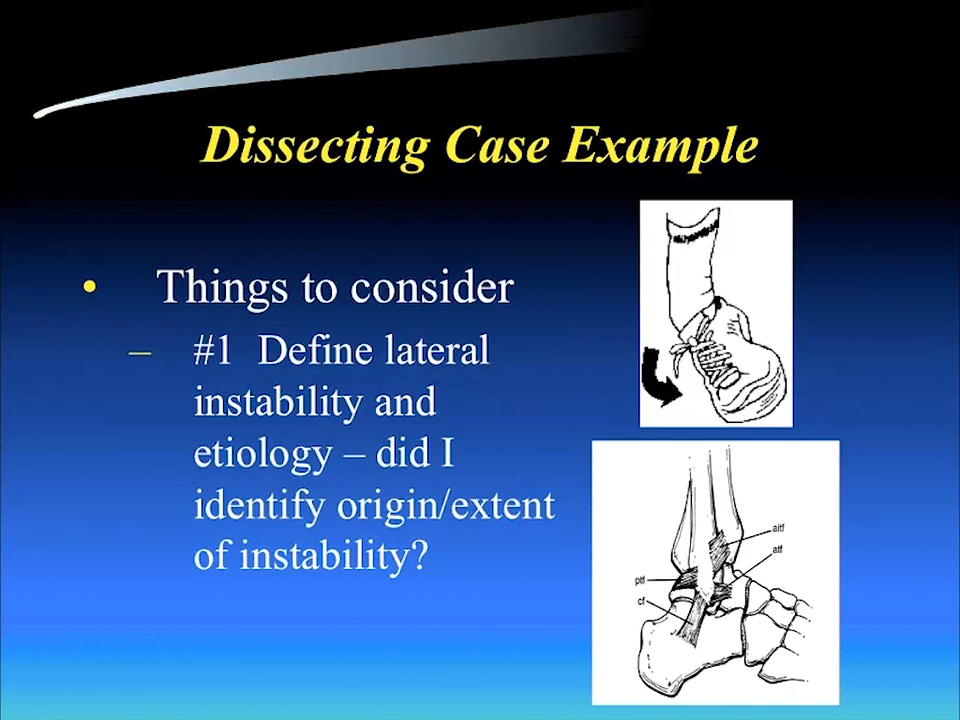 Dissecting Case Example
• Things to consider
– #1 Define lateral
instability and
etiology – did I
identify origin/extent
of instability?
aitf
atf
ptf
cf